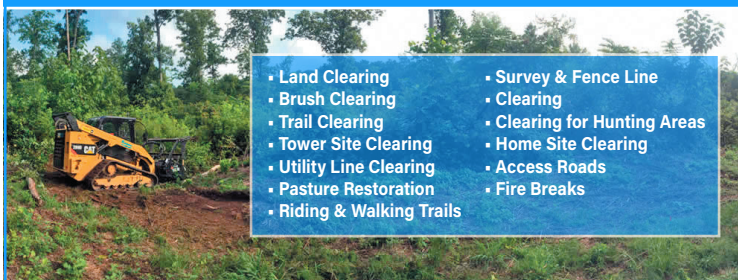 ▪ Land Clearing
▪ Brush Clearing
▪ Trail Clearing
▪ Tower Site Clearing
▪ Utility Line Clearing
▪ Pasture Restoration
▪ Riding & Walking Trails
▪ Survey & Fence Line
▪ Clearing
▪ Clearing for Hunting Areas
▪ Home Site Clearing
▪ Access Roads
▪ Fire Breaks
CAT